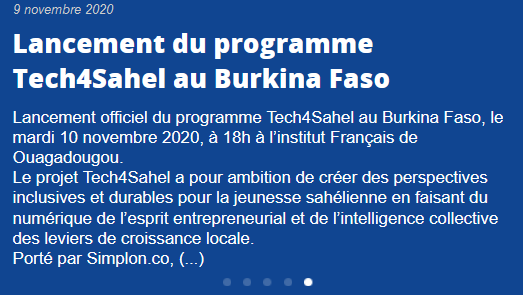 9 novembre 2020
Lancement du programme
Tech4Sahel au Burkina Faso
Lancement officiel du programme Tech4Sahel au Burkina Faso, le
mardi 10 novembre 2020, à 18h à l’institut Français de
Ouagadougou.
Le projet Tech4Sahel a pour ambition de créer des perspectives
inclusives et durables pour la jeunesse sahélienne en faisant du
numérique de l’esprit entrepreneurial et de l’intelligence collective
des leviers de croissance locale.
Porté par Simplon.co, (...)